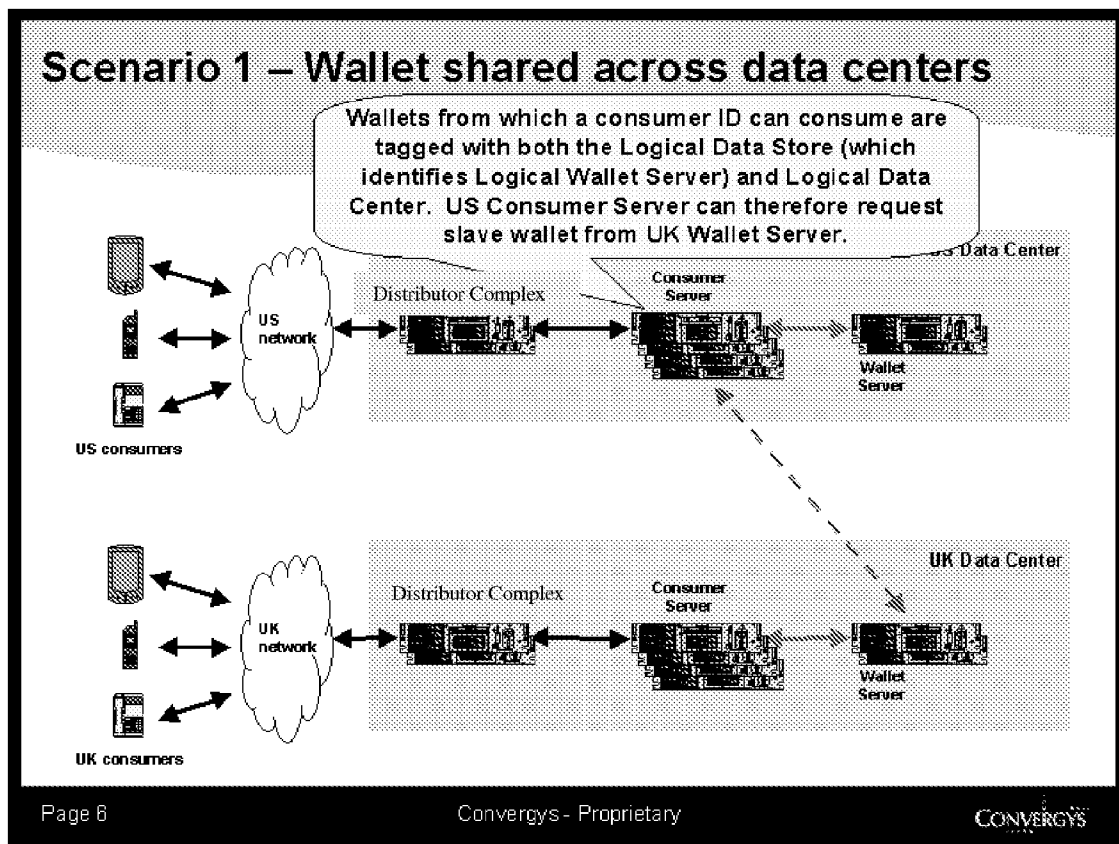 Scenario 1 – Wallet shared across data centers
Wallets from which a consumer ID can consume are
tagged with both the Logical Data Store (which
identifies Logical Wallet Server) and Logical Data
Center. US Consumer Server can therefore request
slave wallet from UK Wallet Server.
US Data Center
Distributor Complex
Consumer
Server
US
network
Wallet
Server
US consumers
UK Data Center
Distributor Complex
Consumer
Server
UK
network
Wallet
Server
UK consumers
Page 6
Convergys - Proprietary
CONVERGYS